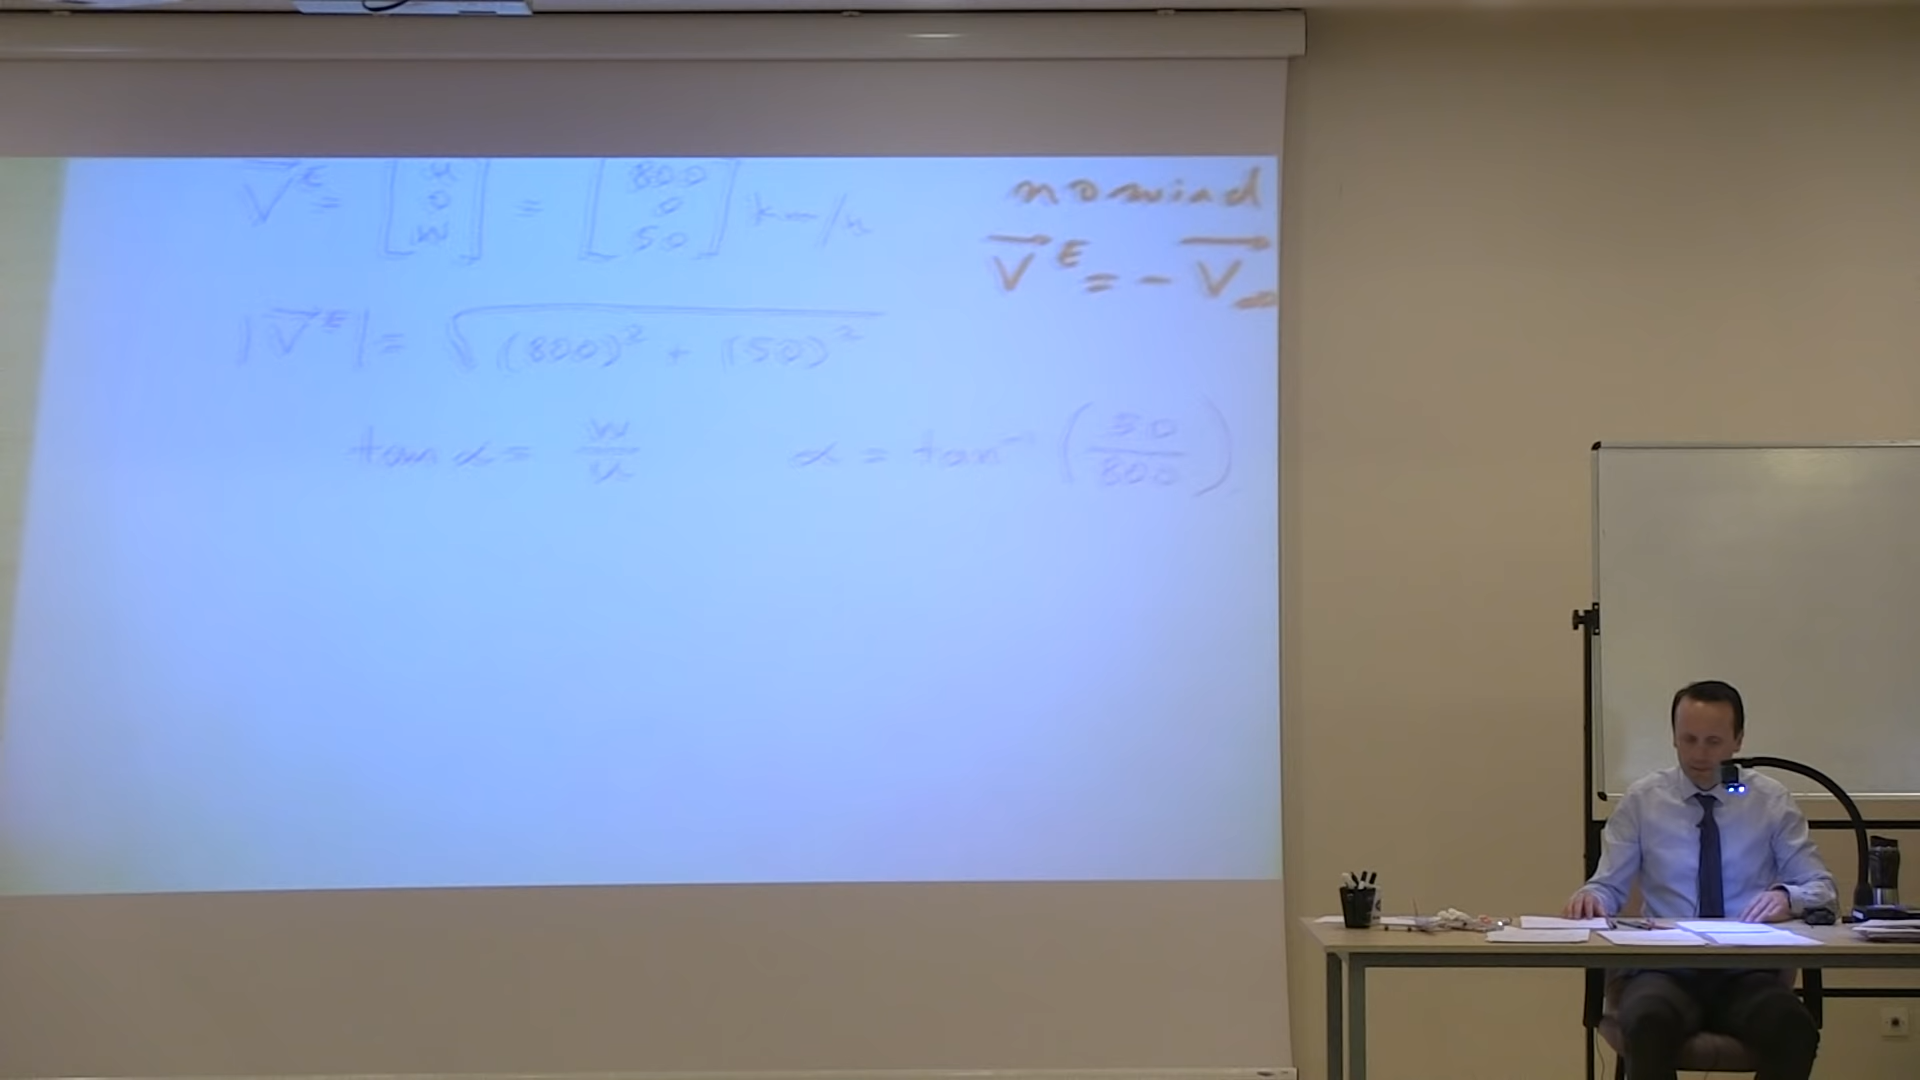 V⃗ᴱ = [u 0 w] = [800 0 50] km/h
no wind
V⃗ᴱ = - V⃗∞
|V⃗ᴱ| = √((800)² + (50)²)
tan α = w/u α = tan⁻¹ (50/800)